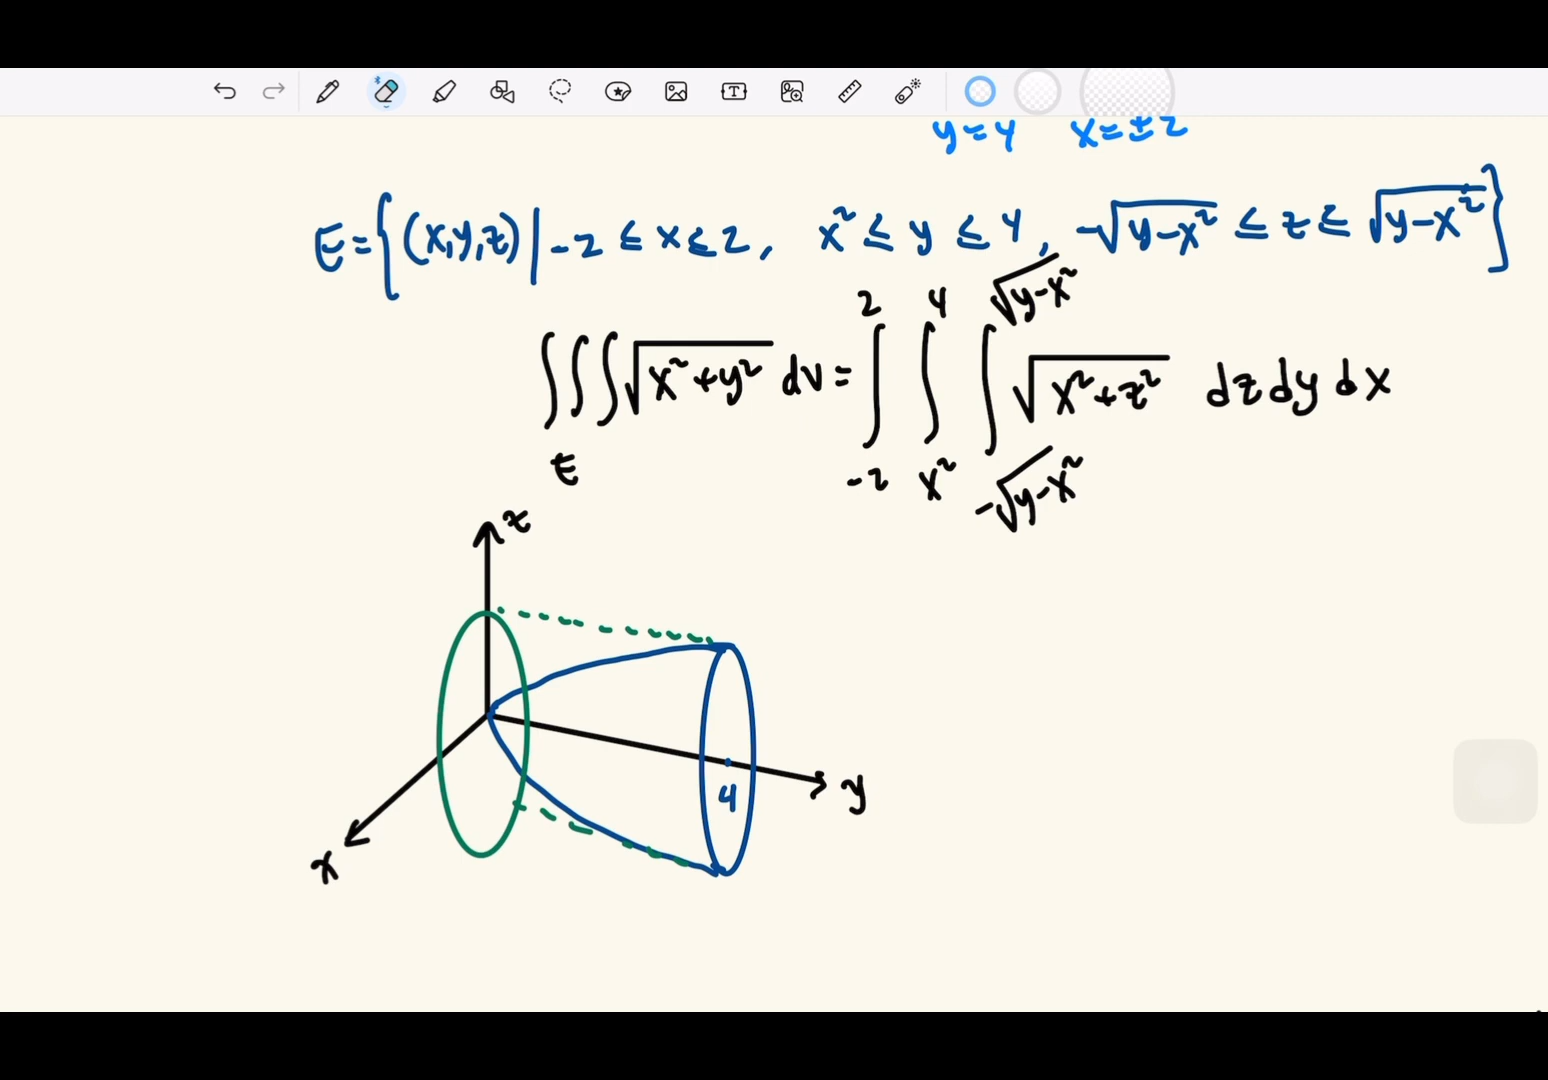 y=4 x=±2
E={(x,y,z)|-2≤x≤2, x²≤y≤4, -√(y-x²)≤z≤√(y-x²)}
∭_E √(x²+y²) dV = ∫_{-2}^{2} ∫_{x²}^{4} ∫_{-√(y-x²)}^{√(y-x²)} √(x²+z²) dz dy dx
z
4
y
x